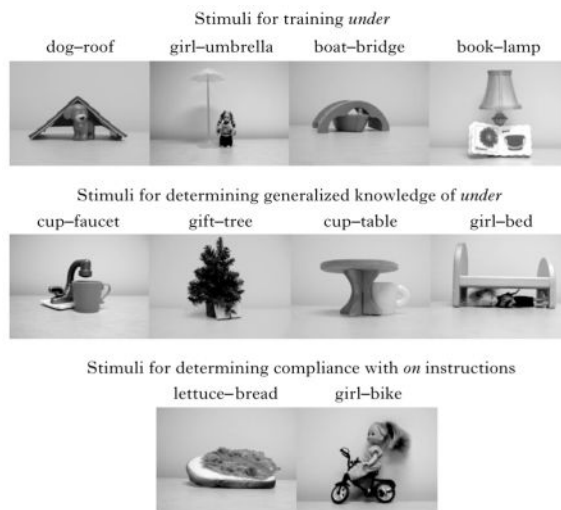 Stimuli for training under
dog–roof girl–umbrella boat–bridge book–lamp
Stimuli for determining generalized knowledge of under
cup–faucet gift–tree cup–table girl–bed
Stimuli for determining compliance with on instructions
lettuce–bread girl–bike